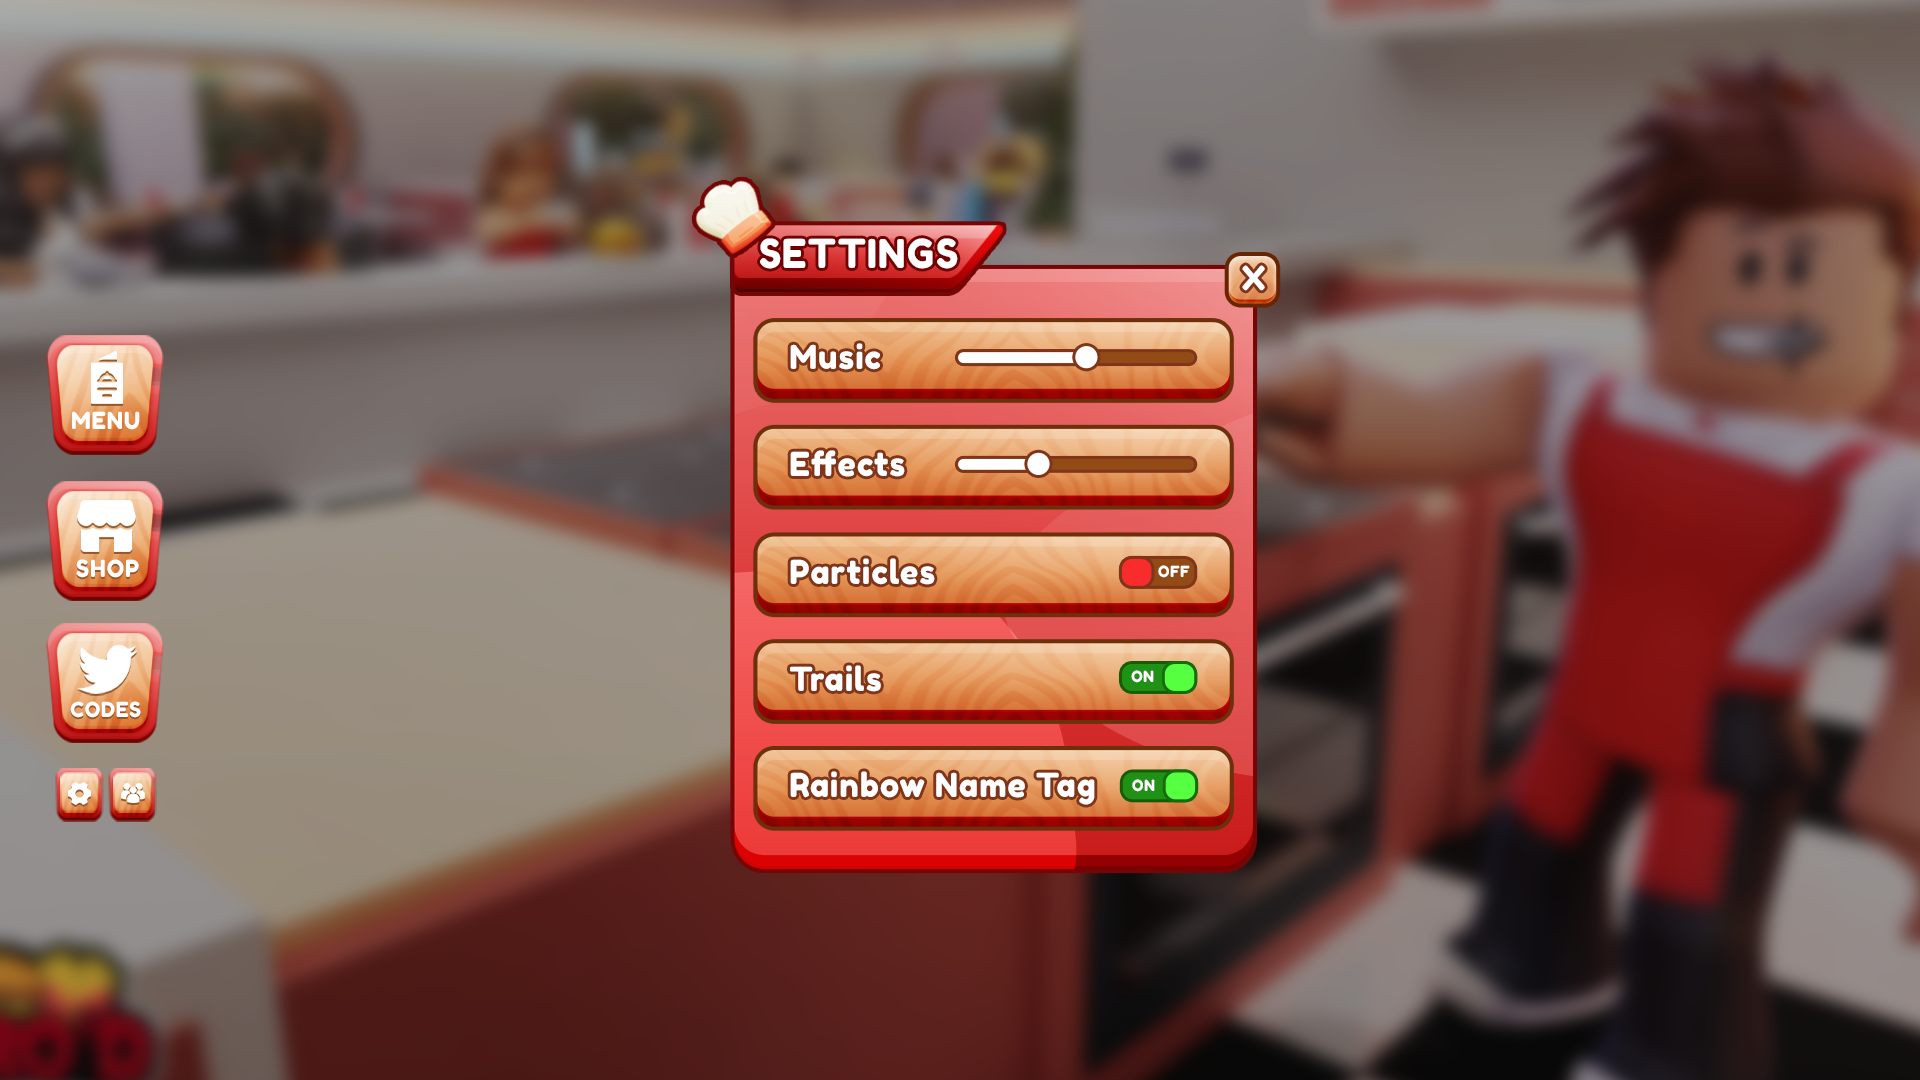 SETTINGS
Music
Effects
Particles
OFF
Trails
ON
Rainbow Name Tag
ON
MENU
SHOP
CODES